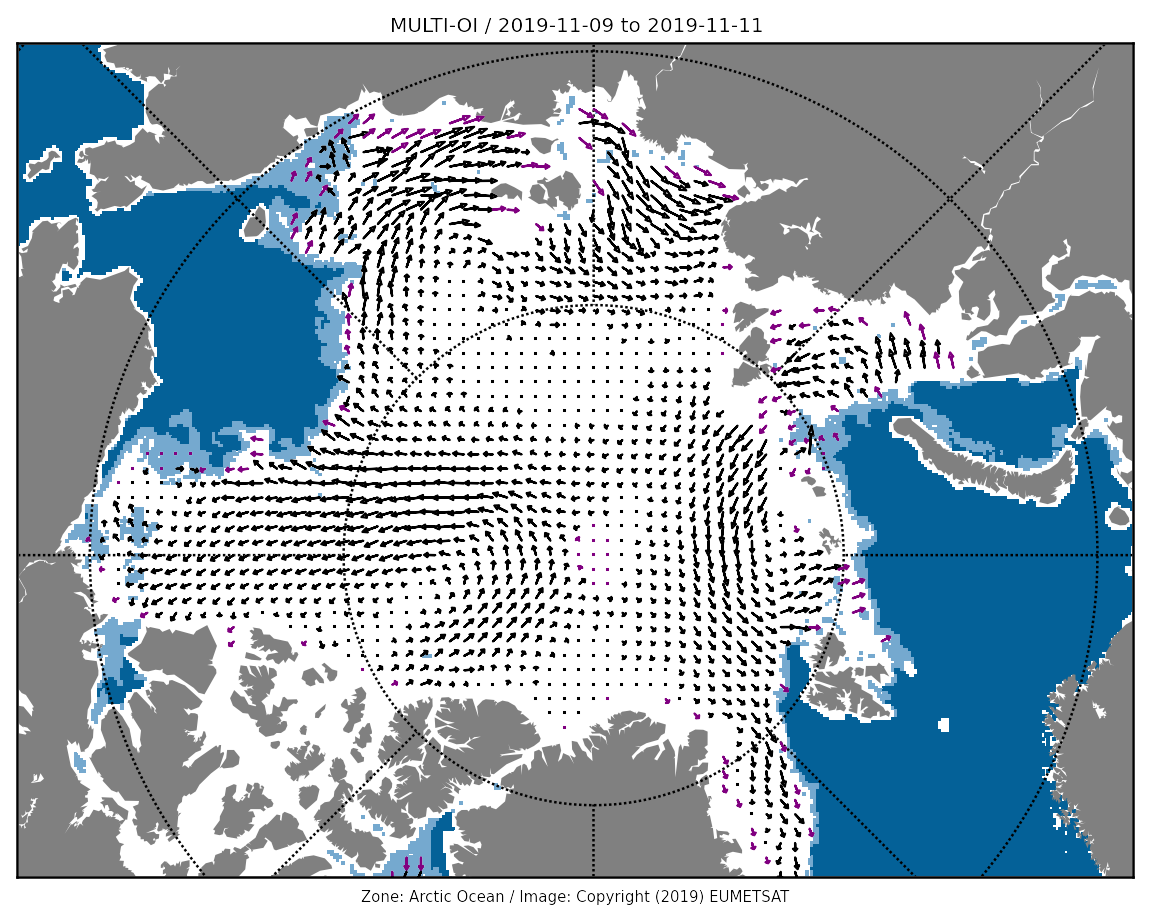 MULTI-OI / 2019-11-09 to 2019-11-11
Zone: Arctic Ocean / Image: Copyright (2019) EUMETSAT